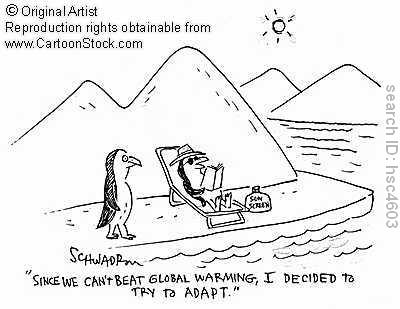 © Original Artist
Reproduction rights obtainable from
www.CartoonStock.com
search ID: hsc4603
SUN
SCREEN
SCHWADRON
"SINCE WE CAN'T BEAT GLOBAL WARMING, I DECIDED TO
TRY TO ADAPT."